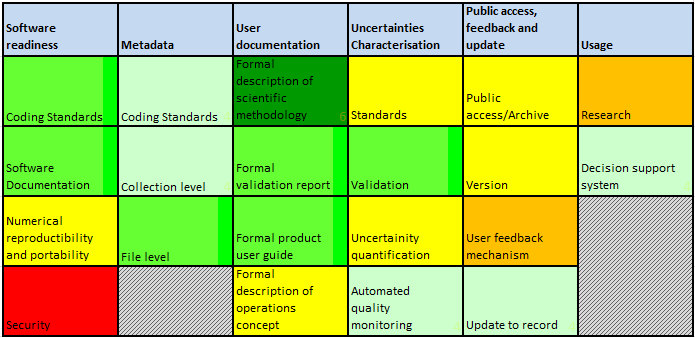 Software
readiness
Metadata
User
documentation
Uncertainties
Characterisation
Public access,
feedback and
update
Usage
Coding Standards
Coding Standards
Formal
description of
scientific
methodology
6
Standards
Public
access/Archive
Research
Software
Documentation
Collection level
Formal
validation report
Validation
Version
Decision support
system
Numerical
reproductibility
and portability
File level
Formal product
user guide
Uncertainity
quantification
User feedback
mechanism
Security
Formal
description of
operations
concept
Automated
quality
monitoring
Update to record